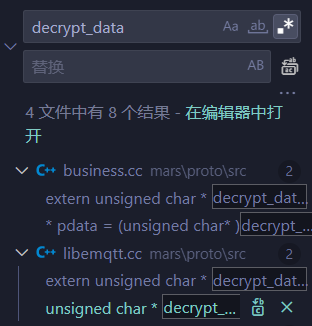 decrypt_data
Aa
ab
替换
AB
4 文件中有 8 个结果 - 在编辑器中打
开
business.cc mars\proto\src 2
extern unsigned char * decrypt_dat...
* pdata = (unsigned char* )decrypt_dat...
libemqtt.cc mars\proto\src 2
extern unsigned char * decrypt_dat...
unsigned char * decrypt_...